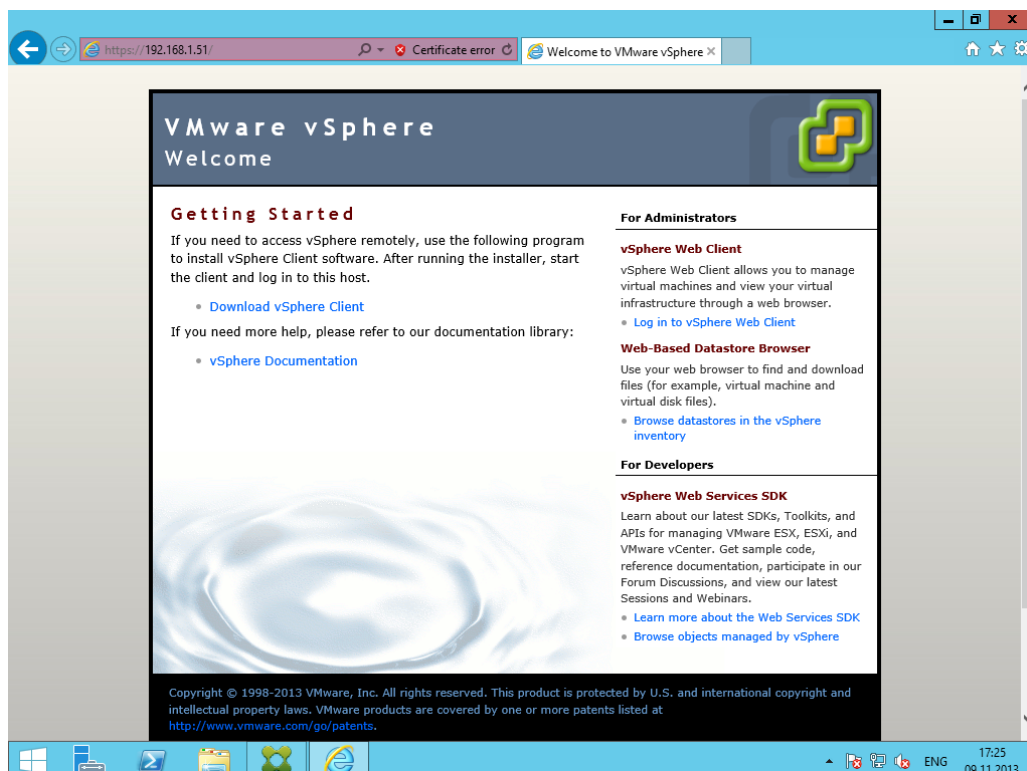 https://192.168.1.51/
Certificate error
Welcome to VMware vSphere
VMware vSphere
Welcome
Getting Started
If you need to access vSphere remotely, use the following program
to install vSphere Client software. After running the installer, start
the client and log in to this host.
Download vSphere Client
If you need more help, please refer to our documentation library:
vSphere Documentation
For Administrators
vSphere Web Client
vSphere Web Client allows you to manage
virtual machines and view your virtual
infrastructure through a web browser.
Log in to vSphere Web Client
Web-Based Datastore Browser
Use your web browser to find and download
files (for example, virtual machine and
virtual disk files).
Browse datastores in the vSphere
inventory
For Developers
vSphere Web Services SDK
Learn about our latest SDKs, Toolkits, and
APIs for managing VMware ESX, ESXi, and
VMware vCenter. Get sample code,
reference documentation, participate in our
Forum Discussions, and view our latest
Sessions and Webinars.
Learn more about the Web Services SDK
Browse objects managed by vSphere
Copyright © 1998-2013 VMware, Inc. All rights reserved. This product is protected by U.S. and international copyright and
intellectual property laws. VMware products are covered by one or more patents listed at
http://www.vmware.com/go/patents.
ENG
17:25
09.11.2013